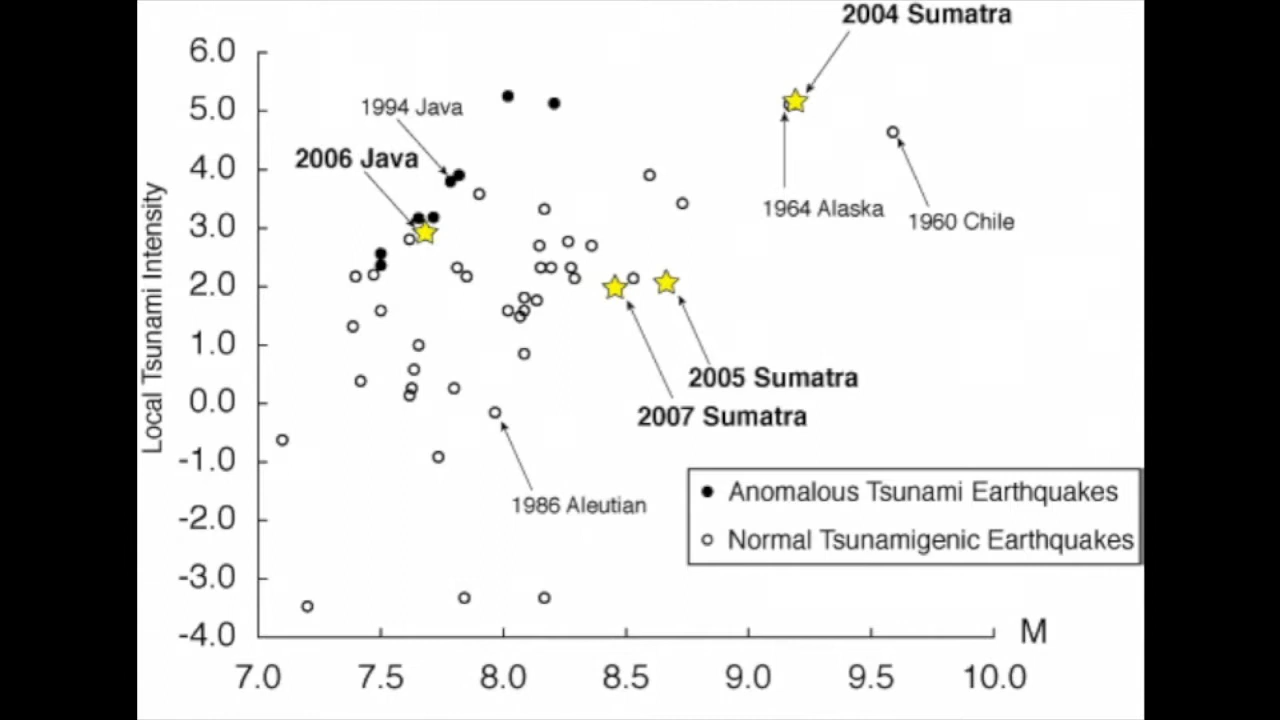 2004 Sumatra
6.0
5.0
1994 Java
4.0
2006 Java
1964 Alaska
1960 Chile
3.0
2.0
1.0
2005 Sumatra
0.0
2007 Sumatra
-1.0
1986 Aleutian
-2.0
-3.0
-4.0
Local Tsunami Intensity
Anomalous Tsunami Earthquakes
Normal Tsunamigenic Earthquakes
M
7.0 7.5 8.0 8.5 9.0 9.5 10.0